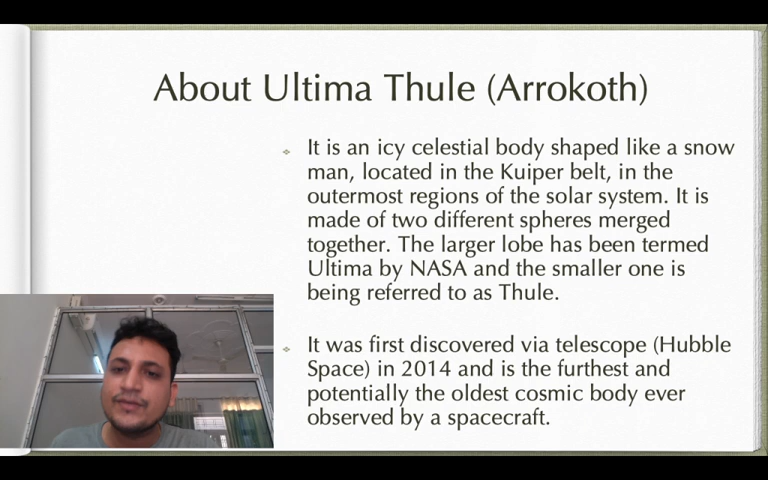 About Ultima Thule (Arrokoth)
It is an icy celestial body shaped like a snow
man, located in the Kuiper belt, in the
outermost regions of the solar system. It is
made of two different spheres merged
together. The larger lobe has been termed
Ultima by NASA and the smaller one is
being referred to as Thule.
It was first discovered via telescope (Hubble
Space) in 2014 and is the furthest and
potentially the oldest cosmic body ever
observed by a spacecraft.